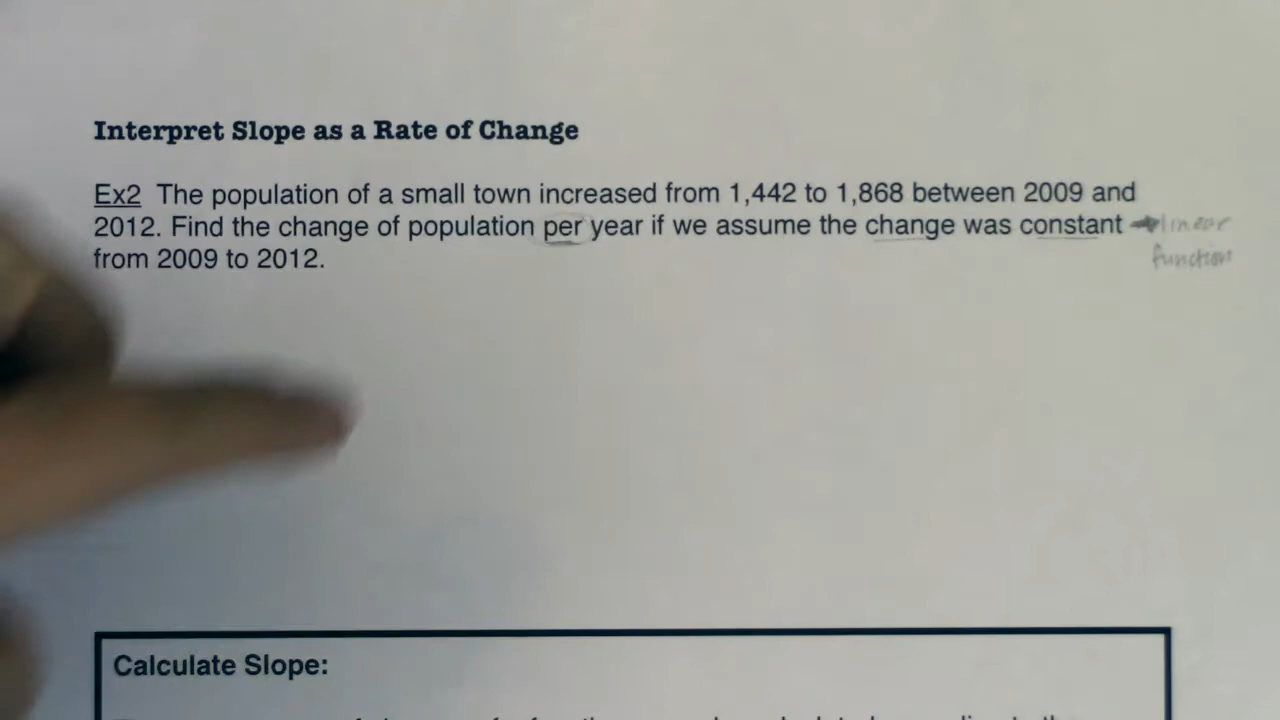 Interpret Slope as a Rate of Change
Ex2 The population of a small town increased from 1,442 to 1,868 between 2009 and
2012. Find the change of population per year if we assume the change was constant → linear
from 2009 to 2012. function
Calculate Slope: